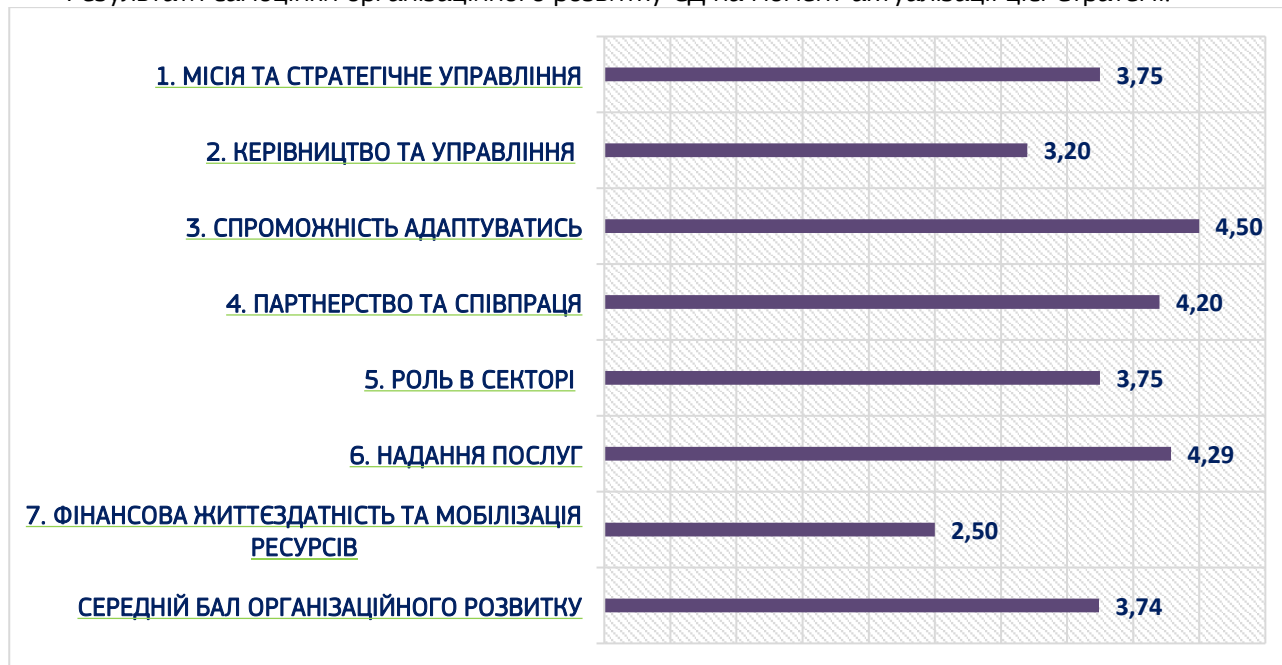 1. МІСІЯ ТА СТРАТЕГІЧНЕ УПРАВЛІННЯ
3,75
2. КЕРІВНИЦТВО ТА УПРАВЛІННЯ
3,20
3. СПРОМОЖНІСТЬ АДАПТУВАТИСЬ
4,50
4. ПАРТНЕРСТВО ТА СПІВПРАЦЯ
4,20
5. РОЛЬ В СЕКТОРІ
3,75
6. НАДАННЯ ПОСЛУГ
4,29
7. ФІНАНСОВА ЖИТТЄЗДАТНІСТЬ ТА МОБІЛІЗАЦІЯ
РЕСУРСІВ
2,50
СЕРЕДНІЙ БАЛ ОРГАНІЗАЦІЙНОГО РОЗВИТКУ
3,74